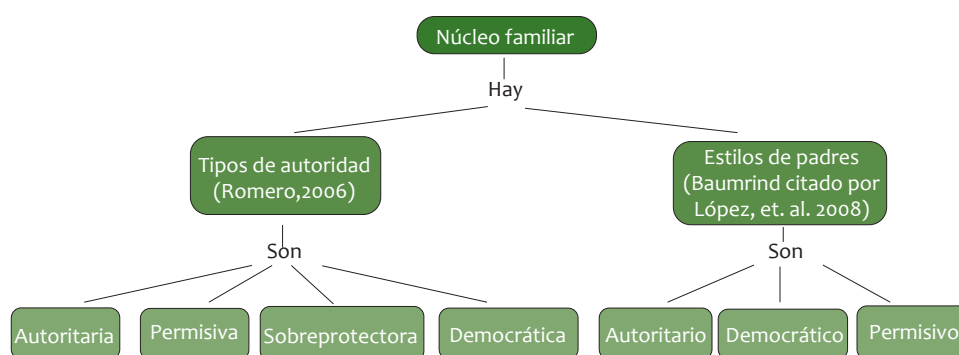 Núcleo familiar
Hay
Tipos de autoridad
(Romero,2006)
Estilos de padres
(Baumrind citado por
López, et. al. 2008)
Son
Son
Autoritaria
Permisiva
Sobreprotectora
Democrática
Autoritario
Democrático
Permisivo